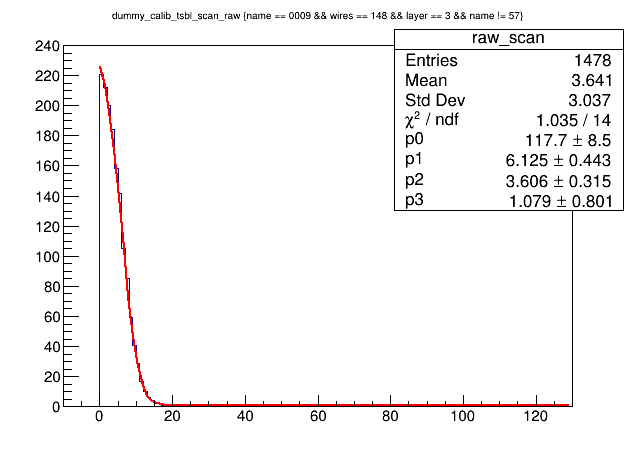 dummy_calib_tsbl_scan_raw {name == 0009 && wires == 148 && layer == 3 && name != 57}
raw_scan
Entries 1478
Mean 3.641
Std Dev 3.037
χ² / ndf 1.035 / 14
p0 117.7 ± 8.5
p1 6.125 ± 0.443
p2 3.606 ± 0.315
p3 1.079 ± 0.801
240
220
200
180
160
140
120
100
80
60
40
20
0
0 20 40 60 80 100 120